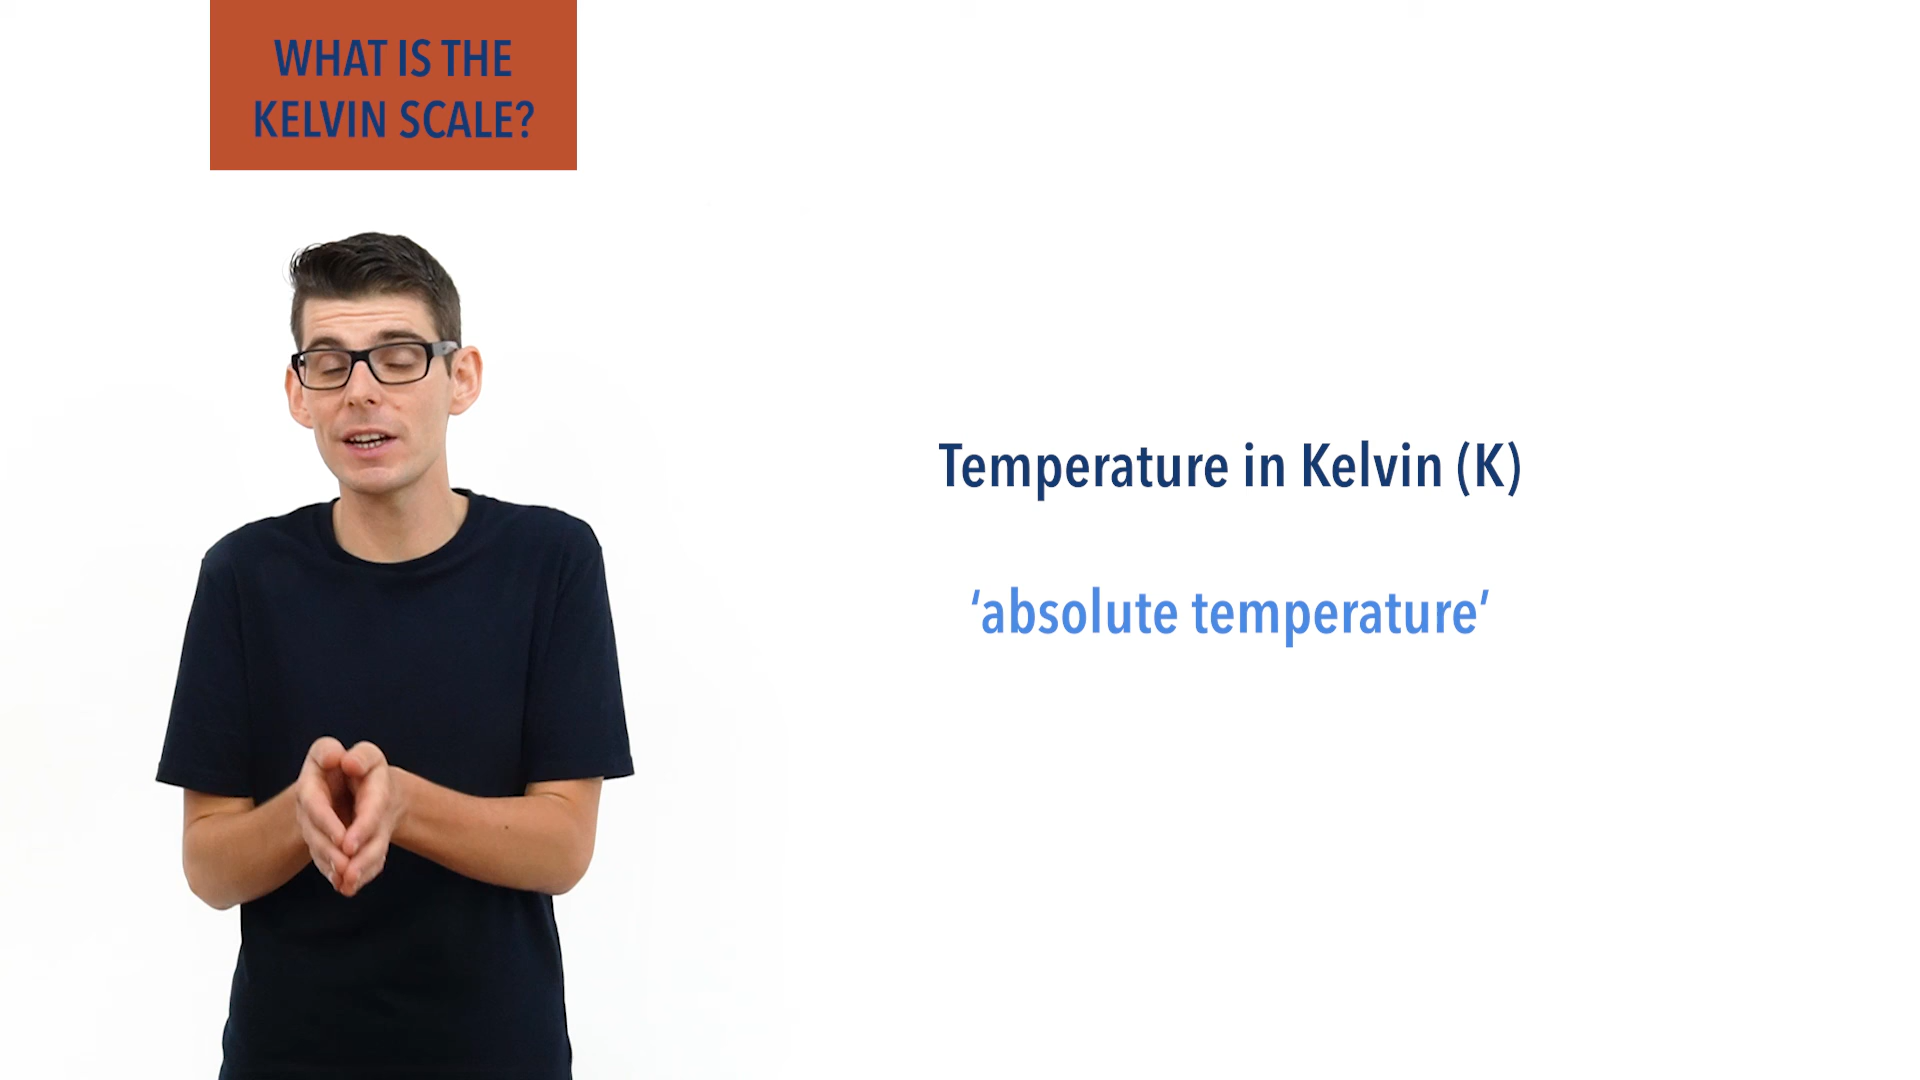 WHAT IS THE
KELVIN SCALE?
Temperature in Kelvin (K)
‘absolute temperature‘